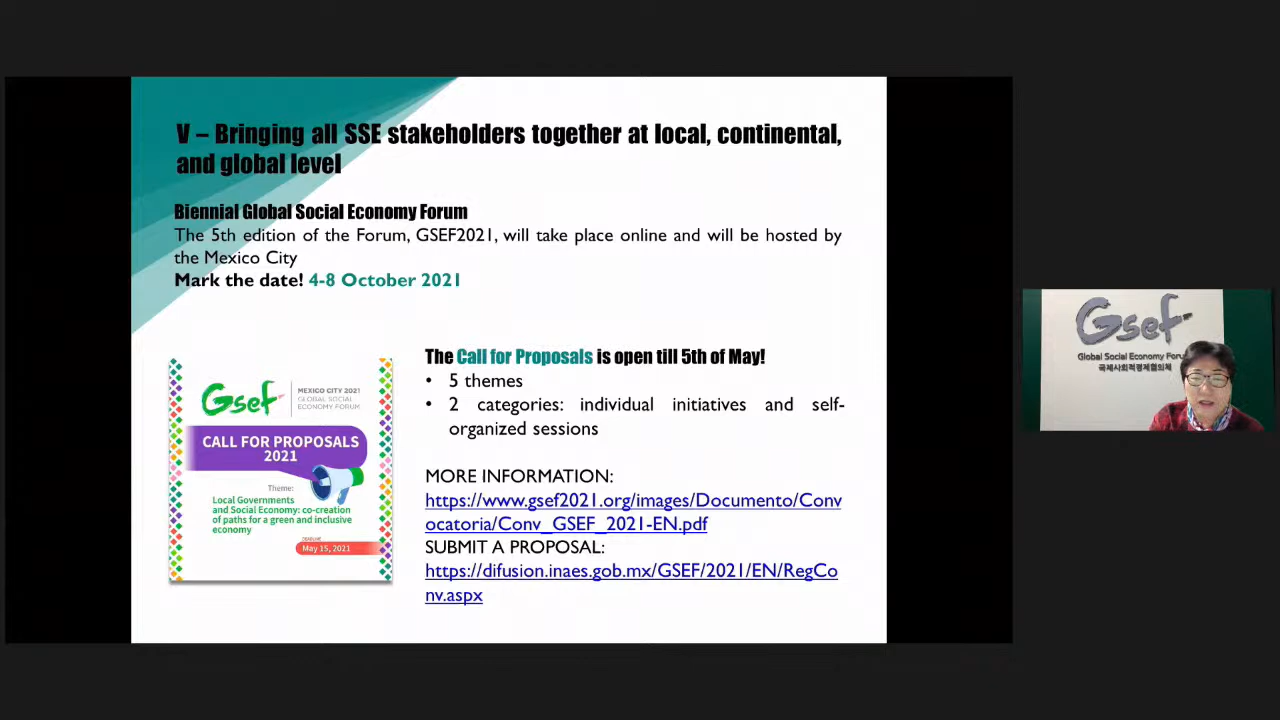 V – Bringing all SSE stakeholders together at local, continental,
and global level
Biennial Global Social Economy Forum
The 5th edition of the Forum, GSEF2021, will take place online and will be hosted by
the Mexico City
Mark the date! 4-8 October 2021
The Call for Proposals is open till 5th of May!
• 5 themes
• 2 categories: individual initiatives and self-
organized sessions
MORE INFORMATION:
https://www.gsef2021.org/images/Documento/Conv
ocatoria/Conv_GSEF_2021-EN.pdf
SUBMIT A PROPOSAL:
https://difusion.inaes.gob.mx/GSEF/2021/EN/RegCo
nv.aspx
Gsef
MEXICO CITY 2021
GLOBAL SOCIAL
ECONOMY FORUM
CALL FOR PROPOSALS
2021
Theme:
Local Governments
and Social Economy: co-creation
of paths for a green and inclusive
economy
DEADLINE
May 15, 2021
Gsef
Global Social Economy Foru
국제사회적경제협의체